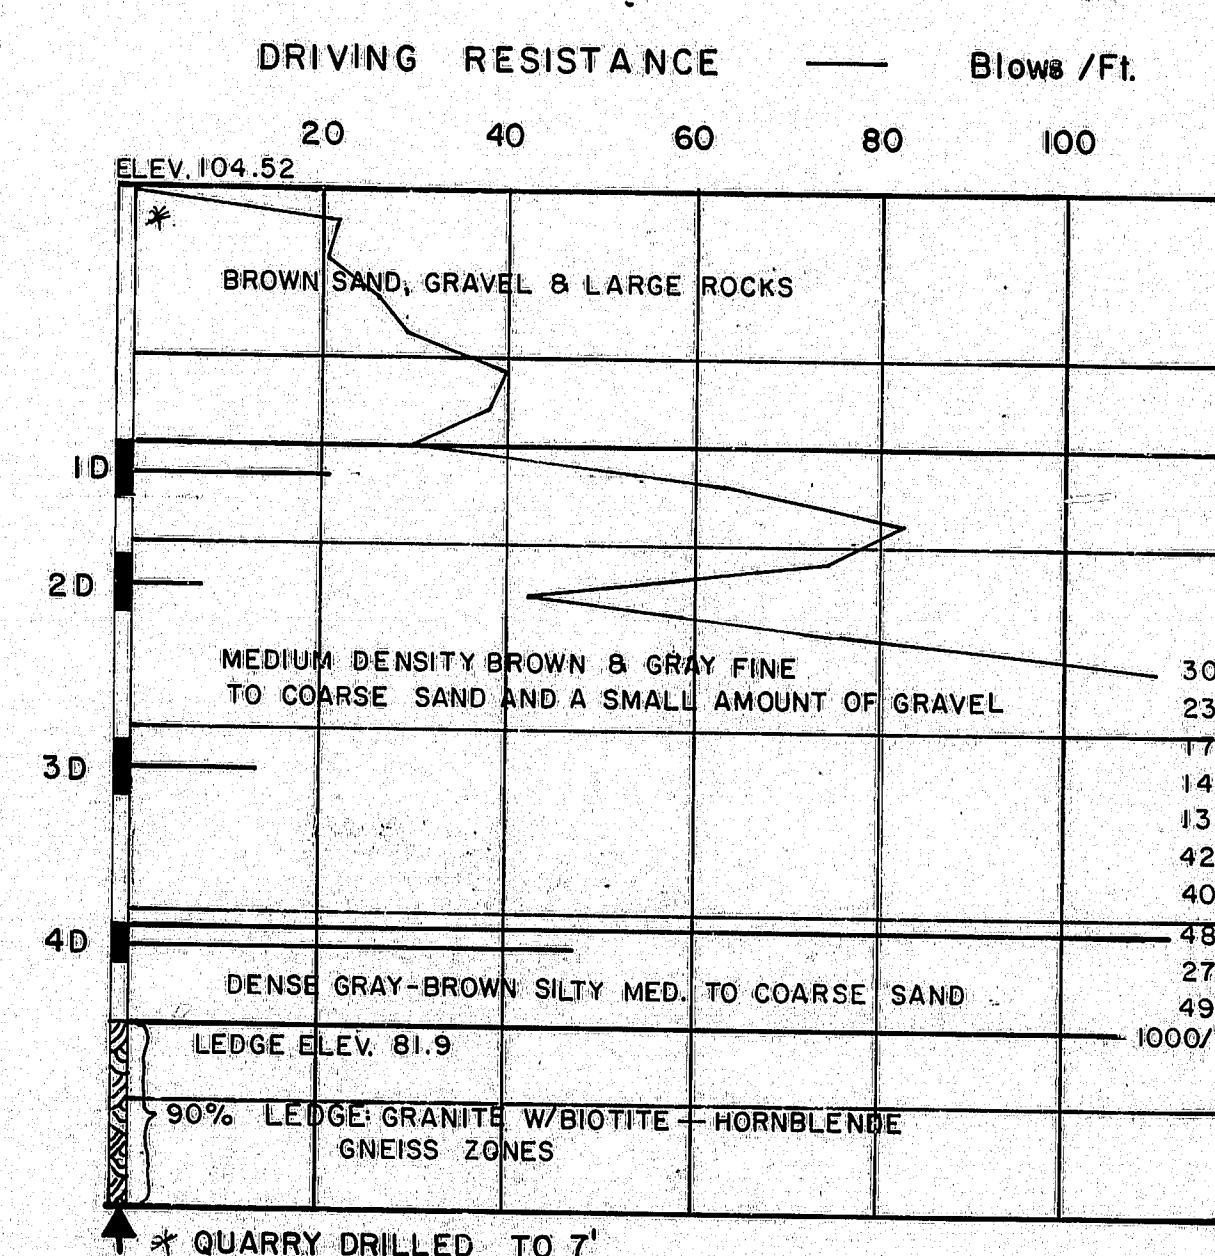 DRIVING RESISTANCE — Blows /Ft.
20 40 60 80 100
ELEV. 104.52
*
BROWN SAND, GRAVEL & LARGE ROCKS
1D
2D
MEDIUM DENSITY BROWN & GRAY FINE
30
TO COARSE SAND AND A SMALL AMOUNT OF GRAVEL
23
17
3D
14
13
42
40
4D
48
27
DENSE GRAY-BROWN SILTY MED. TO COARSE SAND
49
1000/
LEDGE ELEV. 81.9
90% LEDGE: GRANITE W/BIOTITE — HORNBLENDE
GNEISS ZONES
* QUARRY DRILLED TO 7'